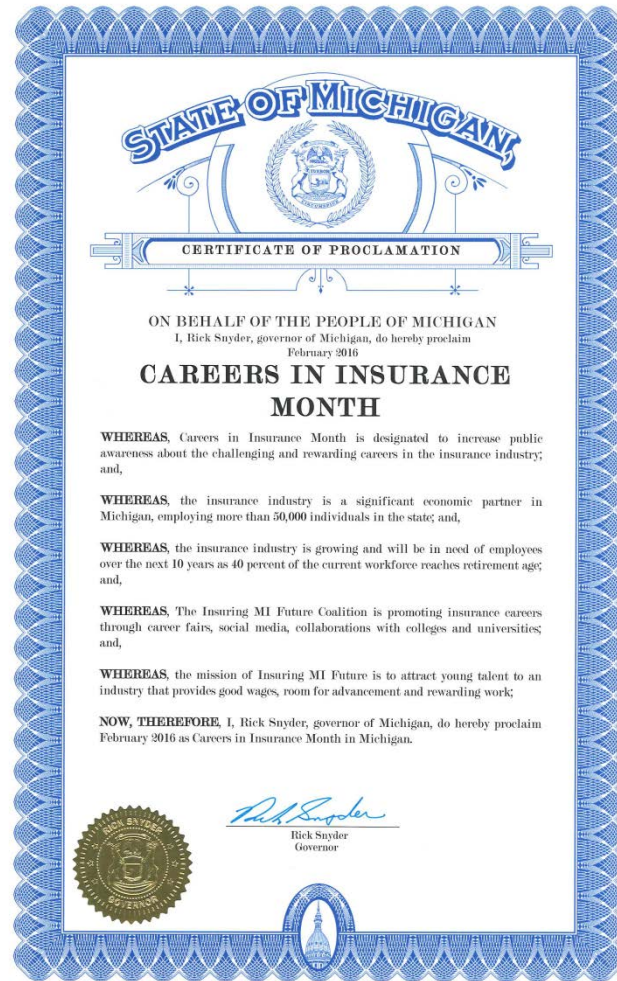 STATE OF MICHIGAN,
CIRCUMSPICE
CERTIFICATE OF PROCLAMATION
ON BEHALF OF THE PEOPLE OF MICHIGAN
I, Rick Snyder, governor of Michigan, do hereby proclaim
February 2016
CAREERS IN INSURANCE
MONTH
WHEREAS, Careers in Insurance Month is designated to increase public
awareness about the challenging and rewarding careers in the insurance industry;
and,
WHEREAS, the insurance industry is a significant economic partner in
Michigan, employing more than 50,000 individuals in the state; and,
WHEREAS, the insurance industry is growing and will be in need of employees
over the next 10 years as 40 percent of the current workforce reaches retirement age;
and,
WHEREAS, The Insuring MI Future Coalition is promoting insurance careers
through career fairs, social media, collaborations with colleges and universities;
and,
WHEREAS, the mission of Insuring MI Future is to attract young talent to an
industry that provides good wages, room for advancement and rewarding work;
NOW, THEREFORE, I, Rick Snyder, governor of Michigan, do hereby proclaim
February 2016 as Careers in Insurance Month in Michigan.
Rick Snyder
Rick Snyder
Governor
RICK SNYDER
GOVERNOR